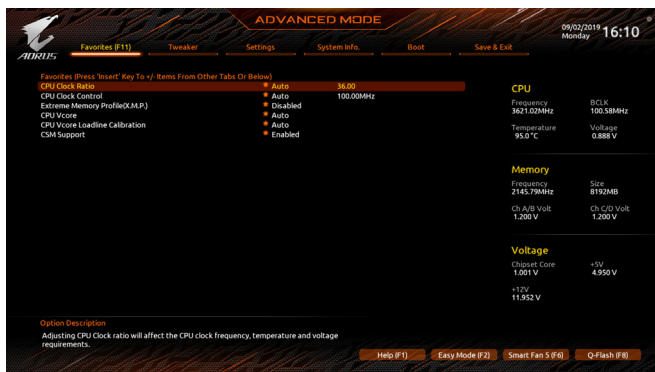 ADVANCED MODE
09/02/2019 16:10
Monday
AORUS
Favorites (F11) Tweaker Settings System Info. Boot Save & Exit
Favorites (Press 'Insert' Key To +/- Items From Other Tabs Or Below)
CPU Clock Ratio Auto 36.00
CPU Clock Control Auto 100.00MHz
Extreme Memory Profile(X.M.P.) Disabled
CPU Vcore Auto
CPU Vcore Loadline Calibration Auto
CSM Support Enabled
CPU
Frequency BCLK
3621.02MHz 100.58MHz
Temperature Voltage
95.0 °C 0.888 V
Memory
Frequency Size
2145.79MHz 8192MB
Ch A/B Volt Ch C/D Volt
1.200 V 1.200 V
Voltage
Chipset Core +5V
1.001 V 4.950 V
+12V
11.952 V
Option Description
Adjusting CPU Clock ratio will affect the CPU clock frequency, temperature and voltage
requirements.
Help (F1) Easy Mode (F2) Smart Fan 5 (F6) Q-Flash (F8)